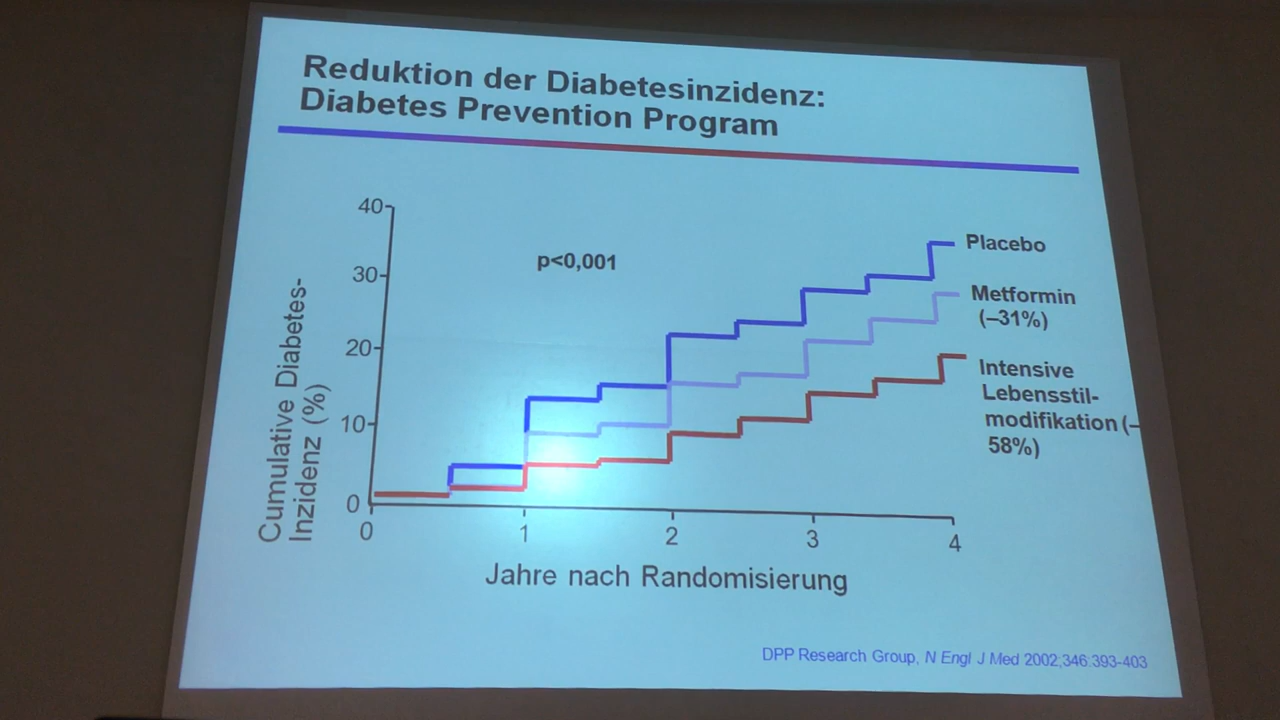 Reduktion der Diabetesinzidenz:
Diabetes Prevention Program
40
30
20
10
0
Cumulative Diabetes-
Inzidenz (%)
p<0,001
Placebo
Metformin
(–31%)
Intensive
Lebensstil-
modifikation (–
58%)
0
1
2
3
4
Jahre nach Randomisierung
DPP Research Group, N Engl J Med 2002;346:393-403